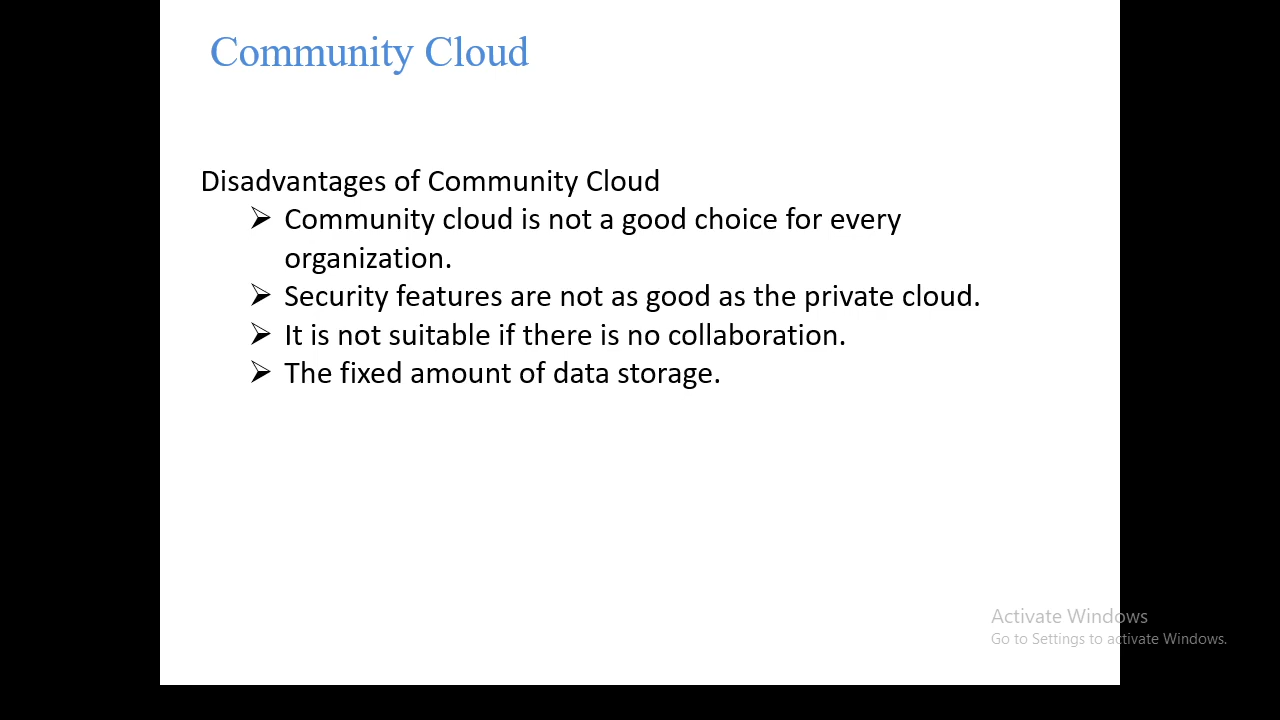 Community Cloud
Disadvantages of Community Cloud
➢ Community cloud is not a good choice for every
organization.
➢ Security features are not as good as the private cloud.
➢ It is not suitable if there is no collaboration.
➢ The fixed amount of data storage.
Activate Windows
Go to Settings to activate Windows.